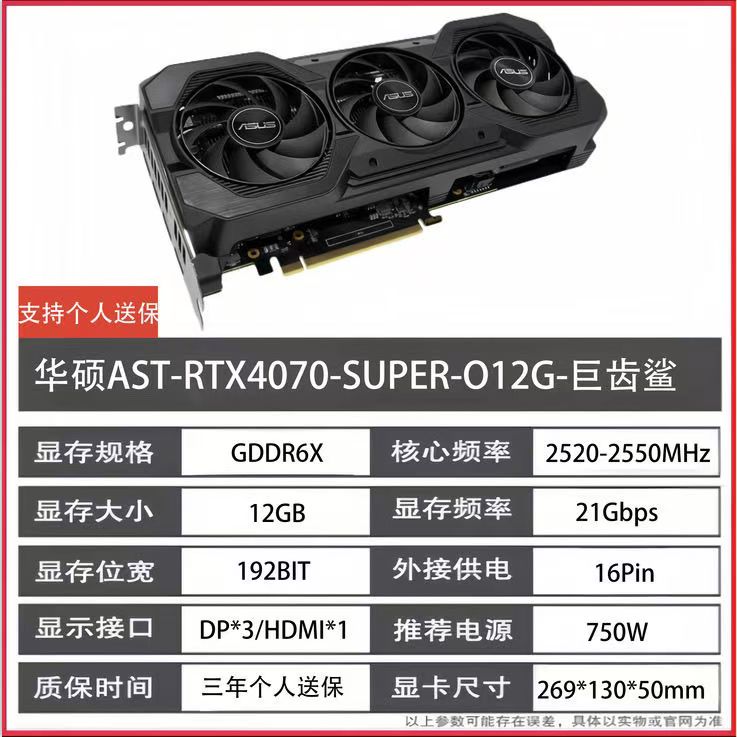 ASUS
ASUS
ASUS
支持个人送保
华硕AST-RTX4070-SUPER-O12G-巨齿鲨
显存规格 GDDR6X 核心频率 2520-2550MHz
显存大小 12GB 显存频率 21Gbps
显存位宽 192BIT 外接供电 16Pin
显示接口 DP*3/HDMI*1 推荐电源 750W
质保时间 三年个人送保 显卡尺寸 269*130*50mm
以上参数可能存在误差，具体以实物或官网为准